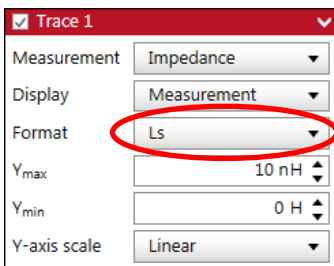 Trace 1
Measurement Impedance
Display Measurement
Format Ls
Ymax 10 nH
Ymin 0 H
Y-axis scale Linear